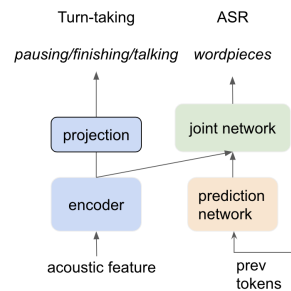 Turn-taking
ASR
pausing/finishing/talking
wordpieces
projection
joint network
encoder
prediction
network
acoustic feature
prev
tokens